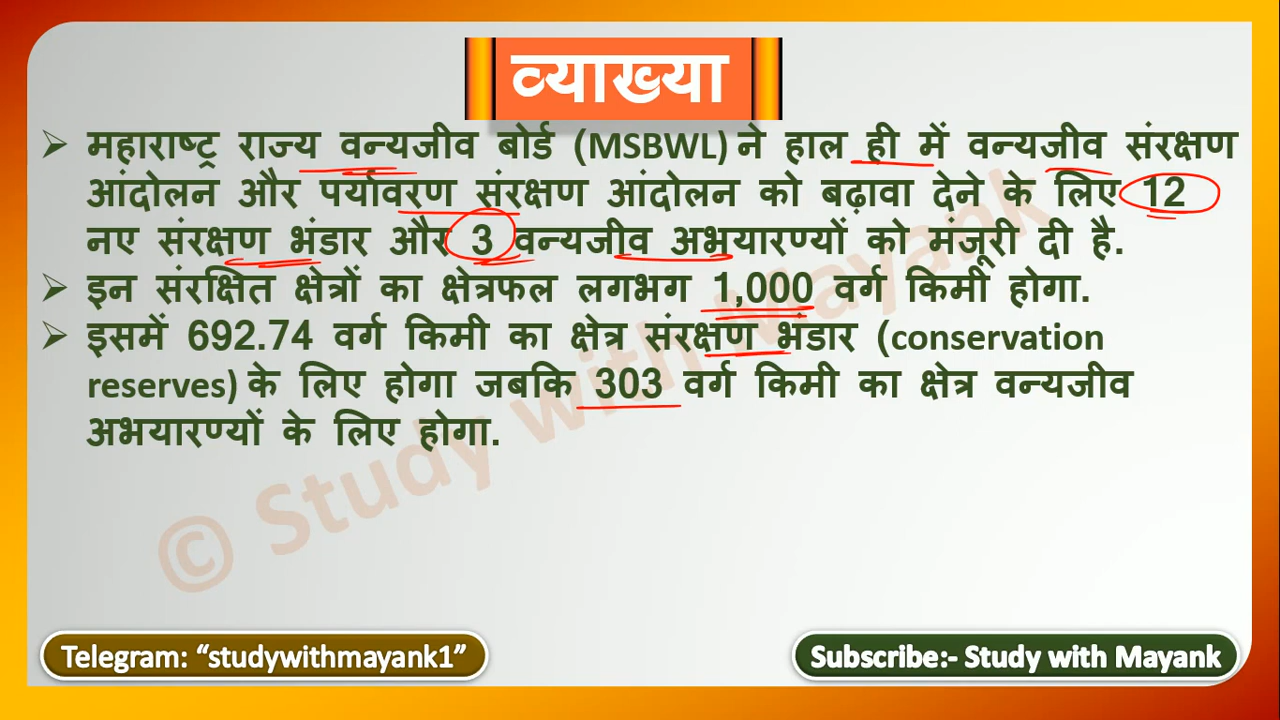 व्याख्या
➢ महाराष्ट्र राज्य वन्यजीव बोर्ड (MSBWL) ने हाल ही में वन्यजीव संरक्षण
आंदोलन और पर्यावरण संरक्षण आंदोलन को बढ़ावा देने के लिए 12
नए संरक्षण भंडार और 3 वन्यजीव अभयारण्यों को मंजूरी दी है.
➢ इन संरक्षित क्षेत्रों का क्षेत्रफल लगभग 1,000 वर्ग किमी होगा.
➢ इसमें 692.74 वर्ग किमी का क्षेत्र संरक्षण भंडार (conservation
reserves) के लिए होगा जबकि 303 वर्ग किमी का क्षेत्र वन्यजीव
अभयारण्यों के लिए होगा.
© Study with Mayank
Telegram: “studywithmayank1”
Subscribe:- Study with Mayank